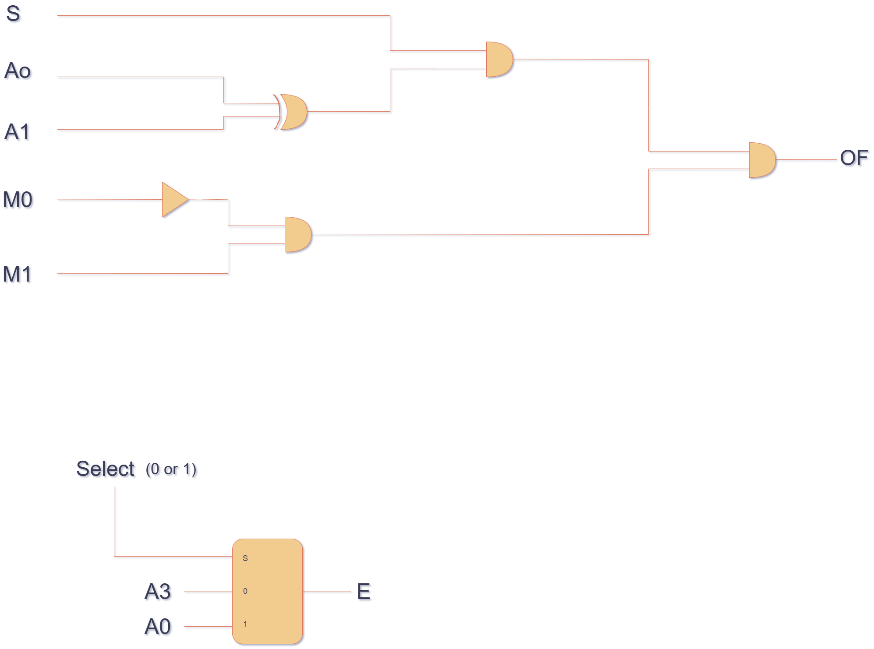 S
Ao
A1
M0
M1
OF
Select (0 or 1)
S
A3 0 E
A0 1